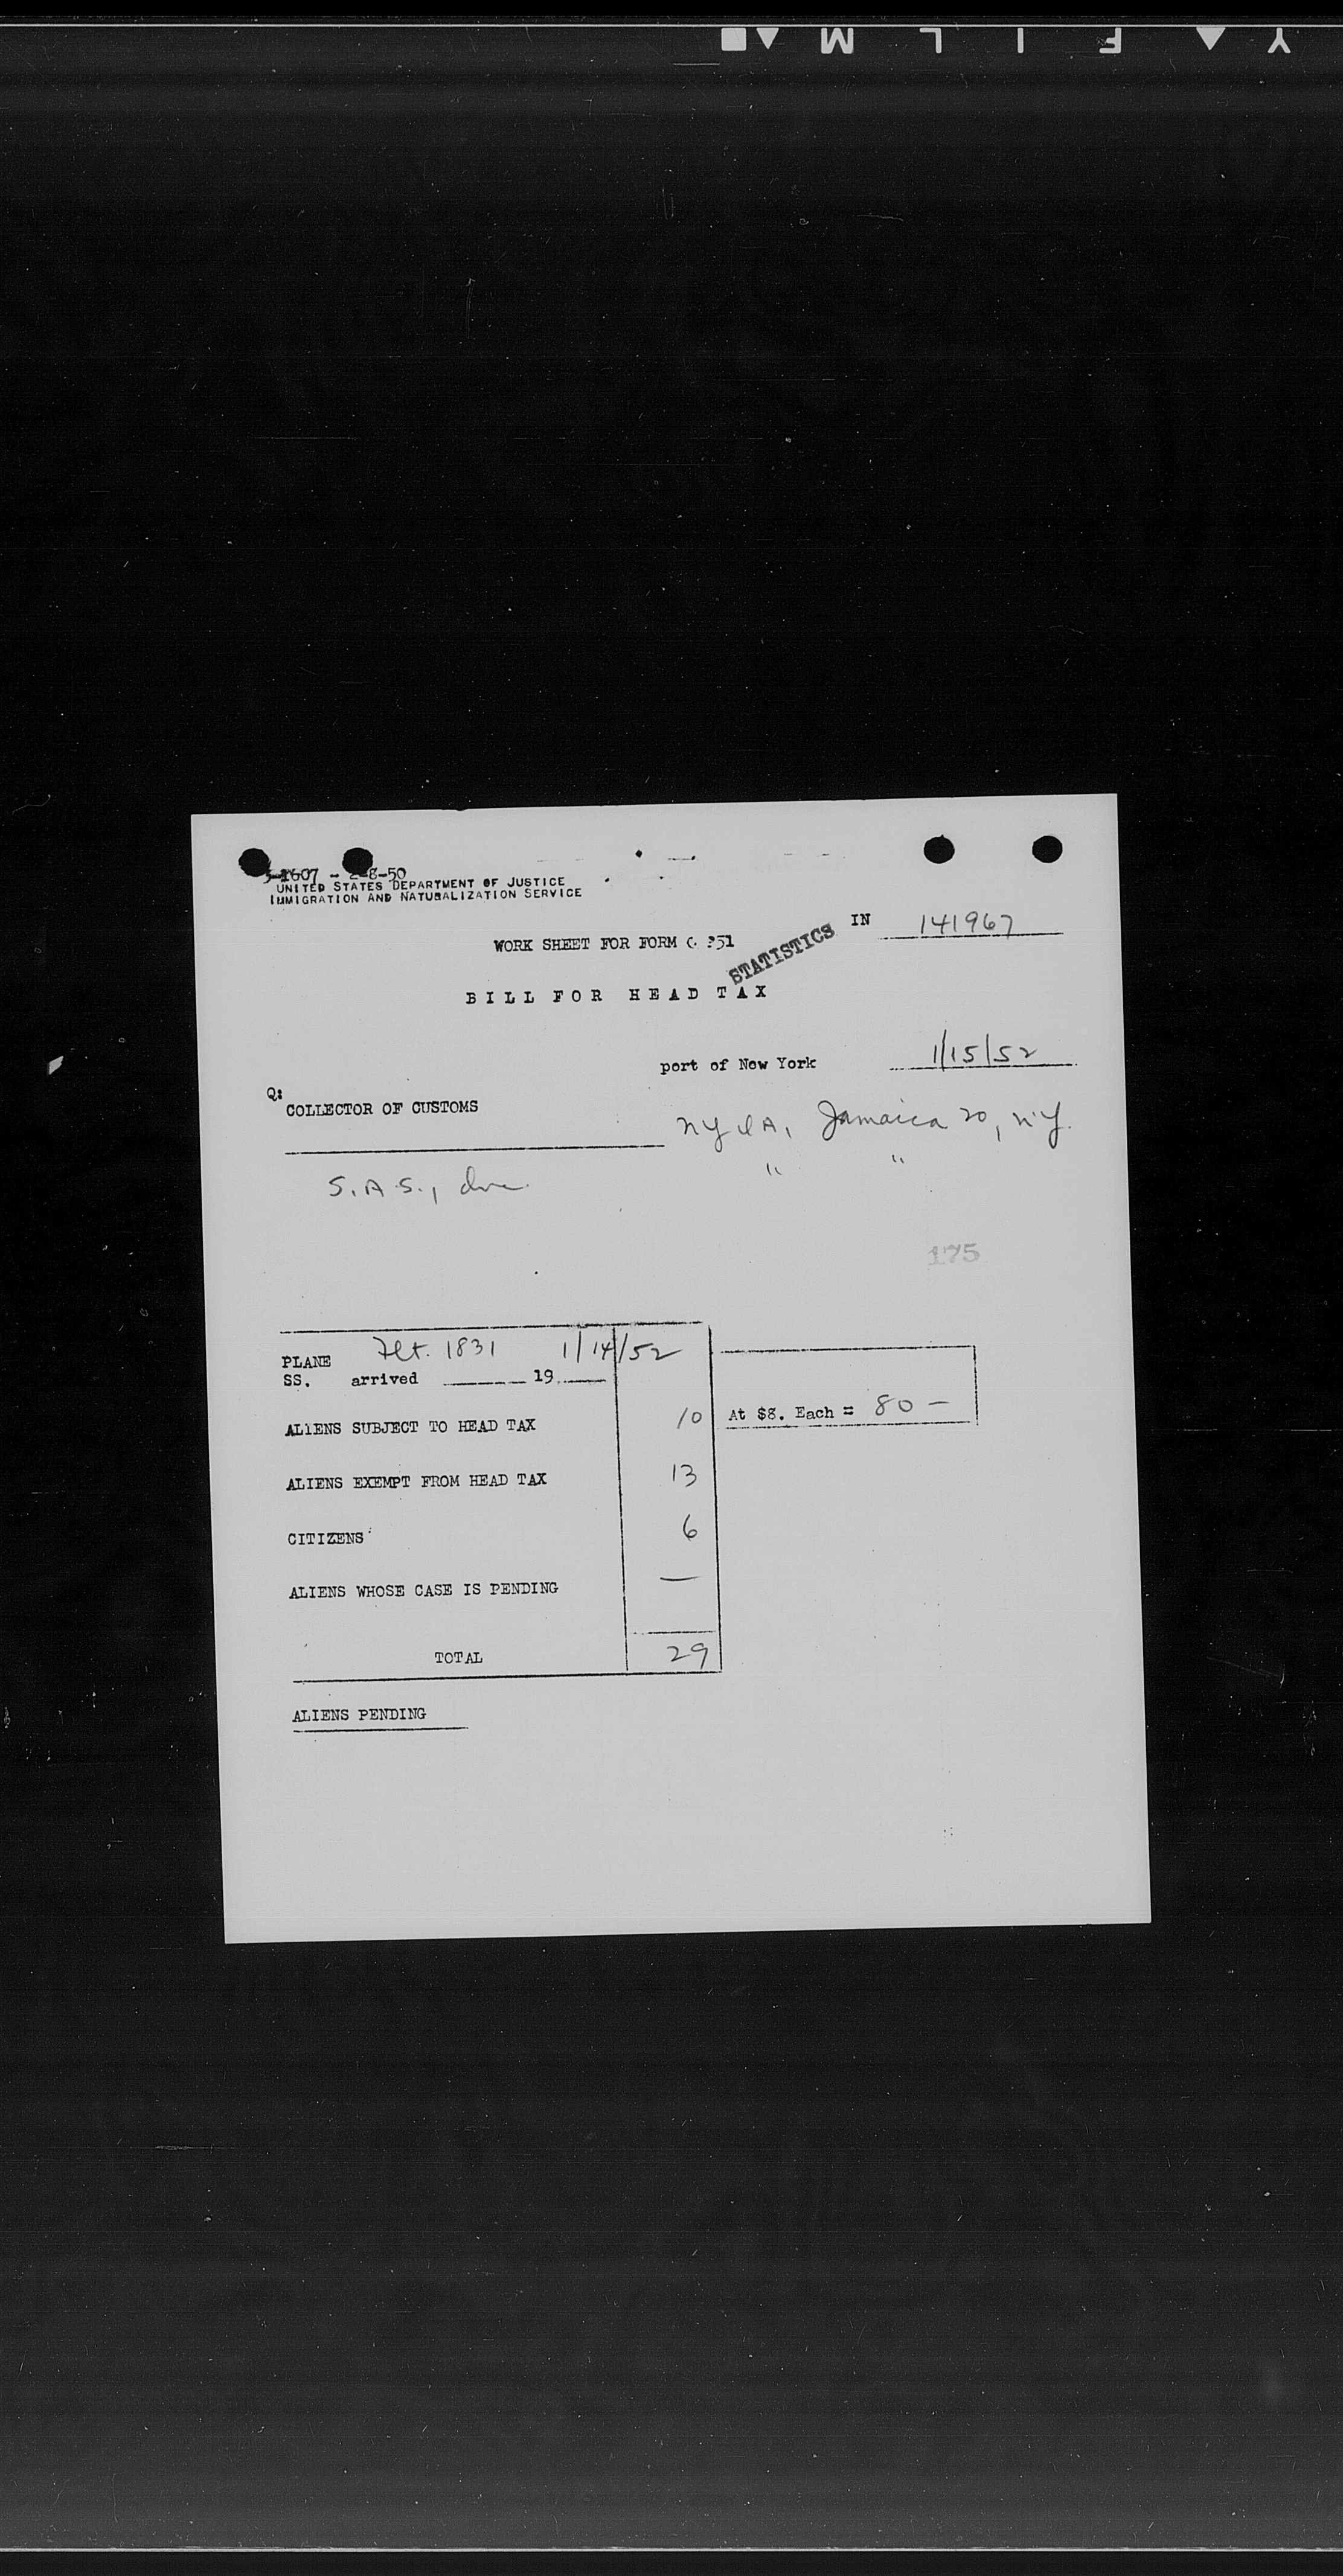 Y F I L M
-1607 - 2-8-50
UNITED STATES DEPARTMENT OF JUSTICE
IMMIGRATION AND NATURALIZATION SERVICE
IN 141967
WORK SHEET FOR FORM C. 51
STATISTICS
BILL FOR HEAD TAX
port of New York 1/15/52
Q:
COLLECTOR OF CUSTOMS
NYIA, Jamaica 20, N.Y.
S.A.S., Inc. " "
175
PLANE Flt. 1831 1/14/52
SS. arrived 19
ALIENS SUBJECT TO HEAD TAX 10 At $8. Each = 80 —
ALIENS EXEMPT FROM HEAD TAX 13
CITIZENS 6
ALIENS WHOSE CASE IS PENDING —
TOTAL 29
ALIENS PENDING